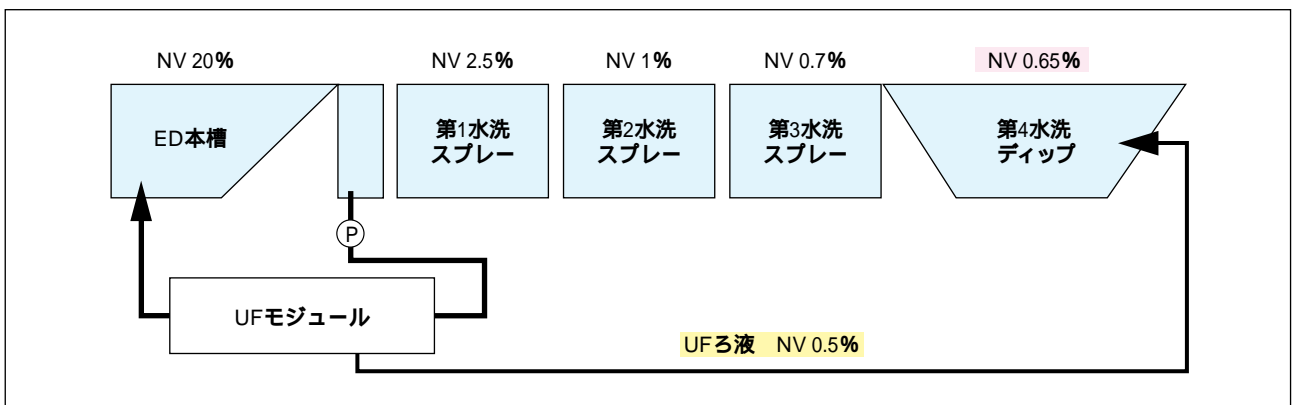 NV 20% NV 2.5% NV 1% NV 0.7% NV 0.65%
ED本槽
第1水洗
スプレー
第2水洗
スプレー
第3水洗
スプレー
第4水洗
ディップ
P
UFモジュール
UFろ液 NV 0.5%